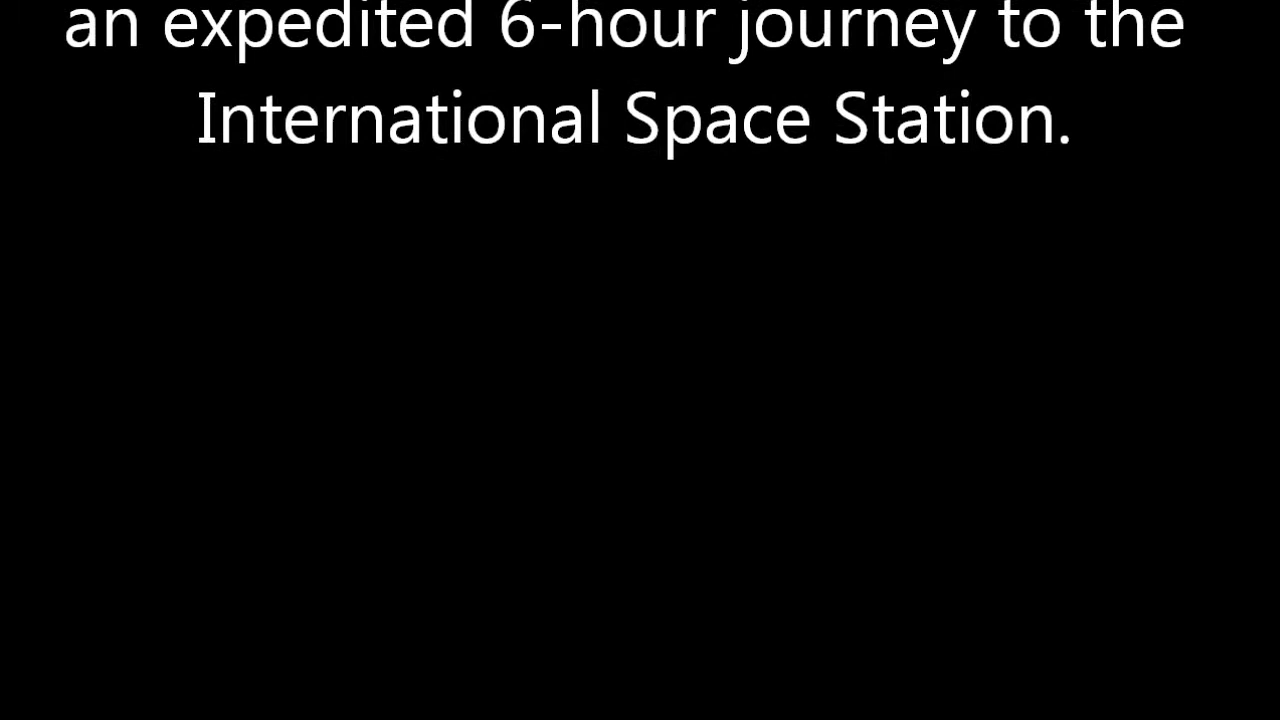 an expedited 6-hour journey to the
International Space Station.